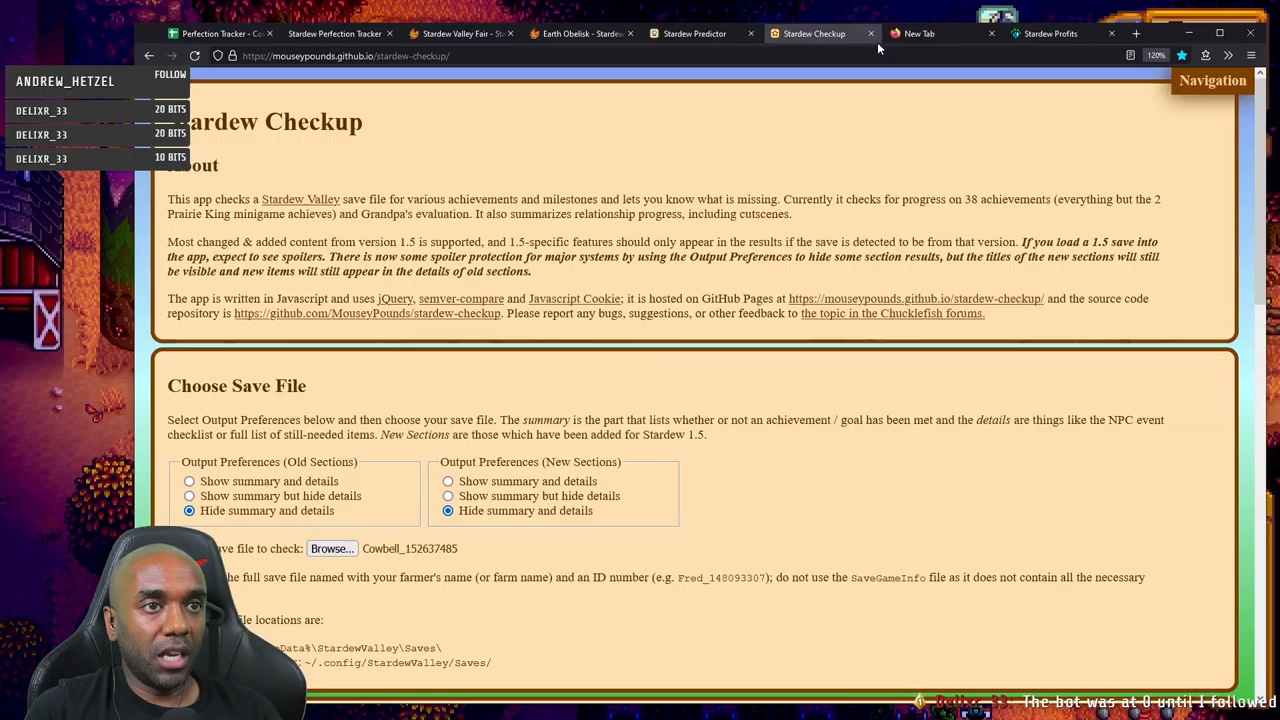 Perfection Tracker - Co
Stardew Perfection Tracker
Stardew Valley Fair - Sta
Earth Obelisk - Stardew
Stardew Predictor
Stardew Checkup
New Tab
Stardew Profits
https://mouseypounds.github.io/stardew-checkup/
120%
ANDREW_HETZEL FOLLOW
DELIXR_33 20 BITS
DELIXR_33 20 BITS
DELIXR_33 10 BITS
Navigation
ardew Checkup
out
This app checks a Stardew Valley save file for various achievements and milestones and lets you know what is missing. Currently it checks for progress on 38 achievements (everything but the 2
Prairie King minigame achieves) and Grandpa's evaluation. It also summarizes relationship progress, including cutscenes.
Most changed & added content from version 1.5 is supported, and 1.5-specific features should only appear in the results if the save is detected to be from that version. If you load a 1.5 save into
the app, expect to see spoilers. There is now some spoiler protection for major systems by using the Output Preferences to hide some section results, but the titles of the new sections will still
be visible and new items will still appear in the details of old sections.
The app is written in Javascript and uses jQuery, semver-compare and Javascript Cookie; it is hosted on GitHub Pages at https://mouseypounds.github.io/stardew-checkup/ and the source code
repository is https://github.com/MouseyPounds/stardew-checkup. Please report any bugs, suggestions, or other feedback to the topic in the Chucklefish forums.
Choose Save File
Select Output Preferences below and then choose your save file. The summary is the part that lists whether or not an achievement / goal has been met and the details are things like the NPC event
checklist or full list of still-needed items. New Sections are those which have been added for Stardew 1.5.
Output Preferences (Old Sections)
Show summary and details
Show summary but hide details
Hide summary and details
Output Preferences (New Sections)
Show summary and details
Show summary but hide details
Hide summary and details
ve file to check: Browse... Cowbell_152637485
the full save file named with your farmer's name (or farm name) and an ID number (e.g. Fred_148093307); do not use the SaveGameInfo file as it does not contain all the necessary
ile locations are:
Data%\StardewValley\Saves\
~/.config/StardewValley/Saves/
Delixr_33: The bot was at 0 until I followed